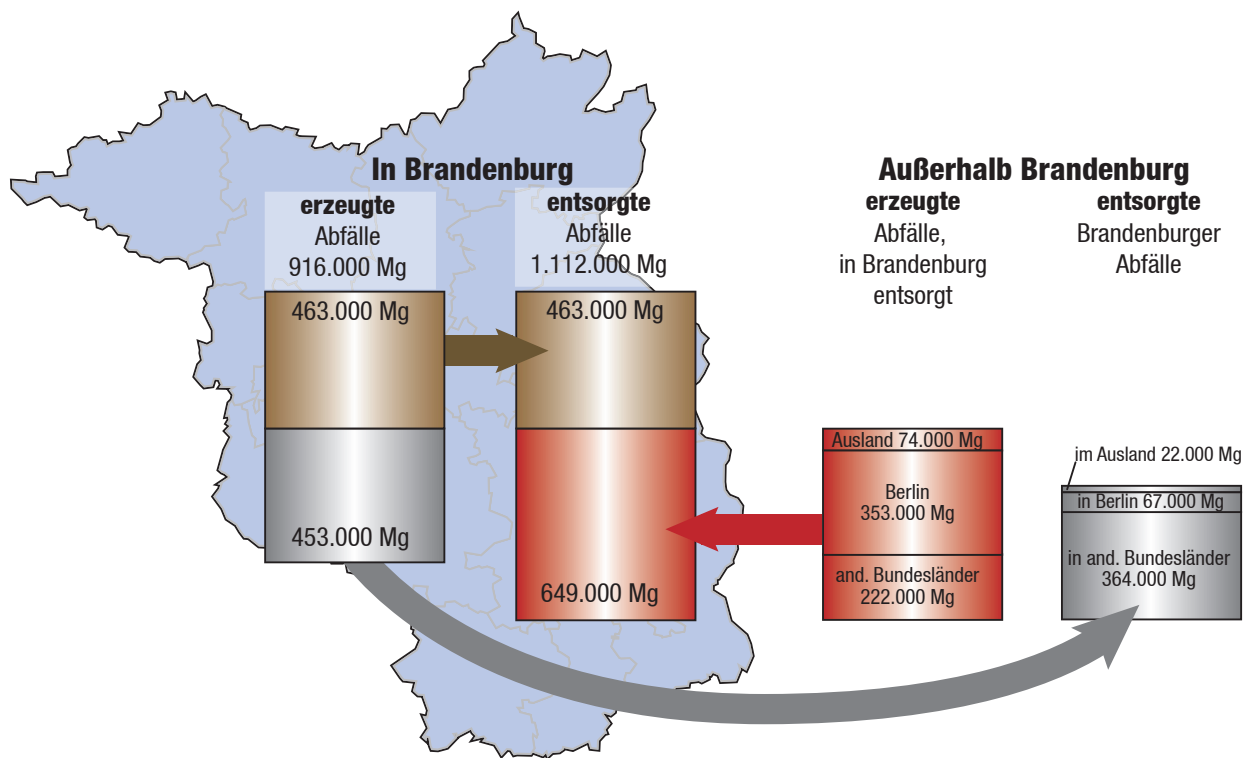 In Brandenburg
erzeugte
Abfälle
916.000 Mg
463.000 Mg
453.000 Mg
entsorgte
Abfälle
1.112.000 Mg
463.000 Mg
649.000 Mg
Außerhalb Brandenburg
erzeugte
Abfälle,
in Brandenburg
entsorgt
Ausland 74.000 Mg
Berlin
353.000 Mg
and. Bundesländer
222.000 Mg
entsorgte
Brandenburger
Abfälle
im Ausland 22.000 Mg
in Berlin 67.000 Mg
in and. Bundesländer
364.000 Mg